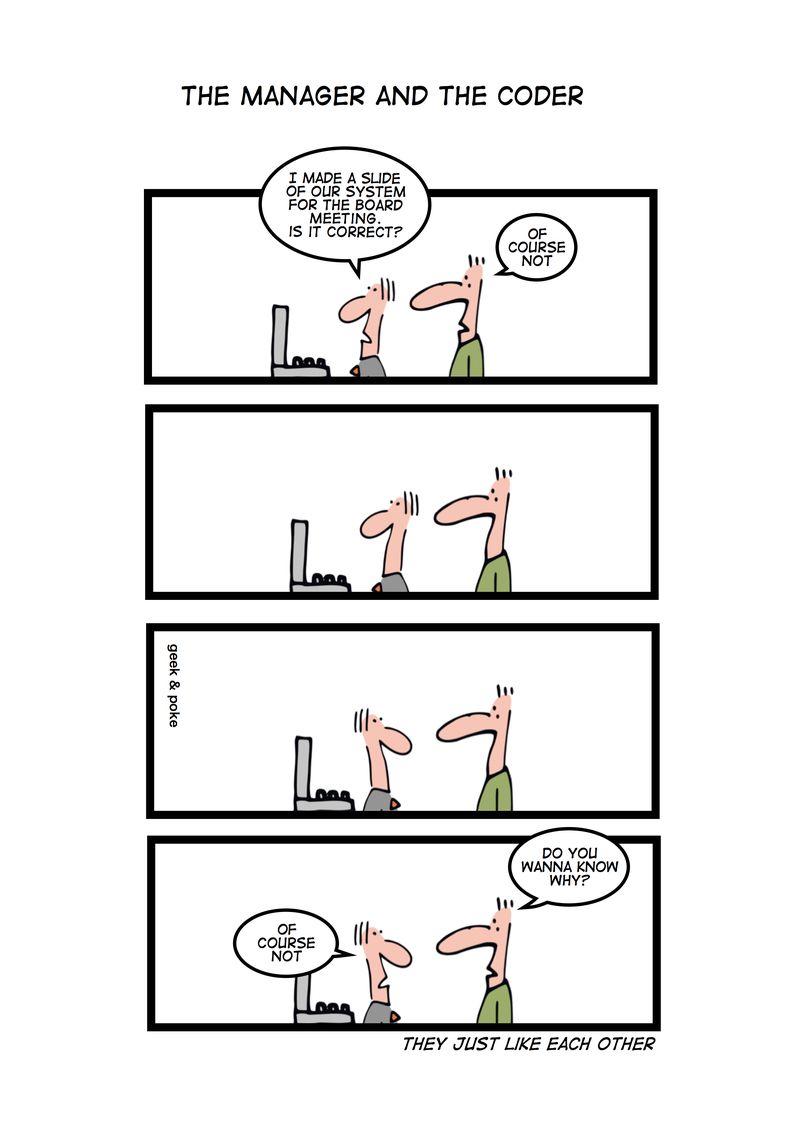 THE MANAGER AND THE CODER
I MADE A SLIDE
OF OUR SYSTEM
FOR THE BOARD
MEETING.
IS IT CORRECT?
OF
COURSE
NOT
geek & poke
DO YOU
WANNA KNOW
WHY?
OF
COURSE
NOT
THEY JUST LIKE EACH OTHER